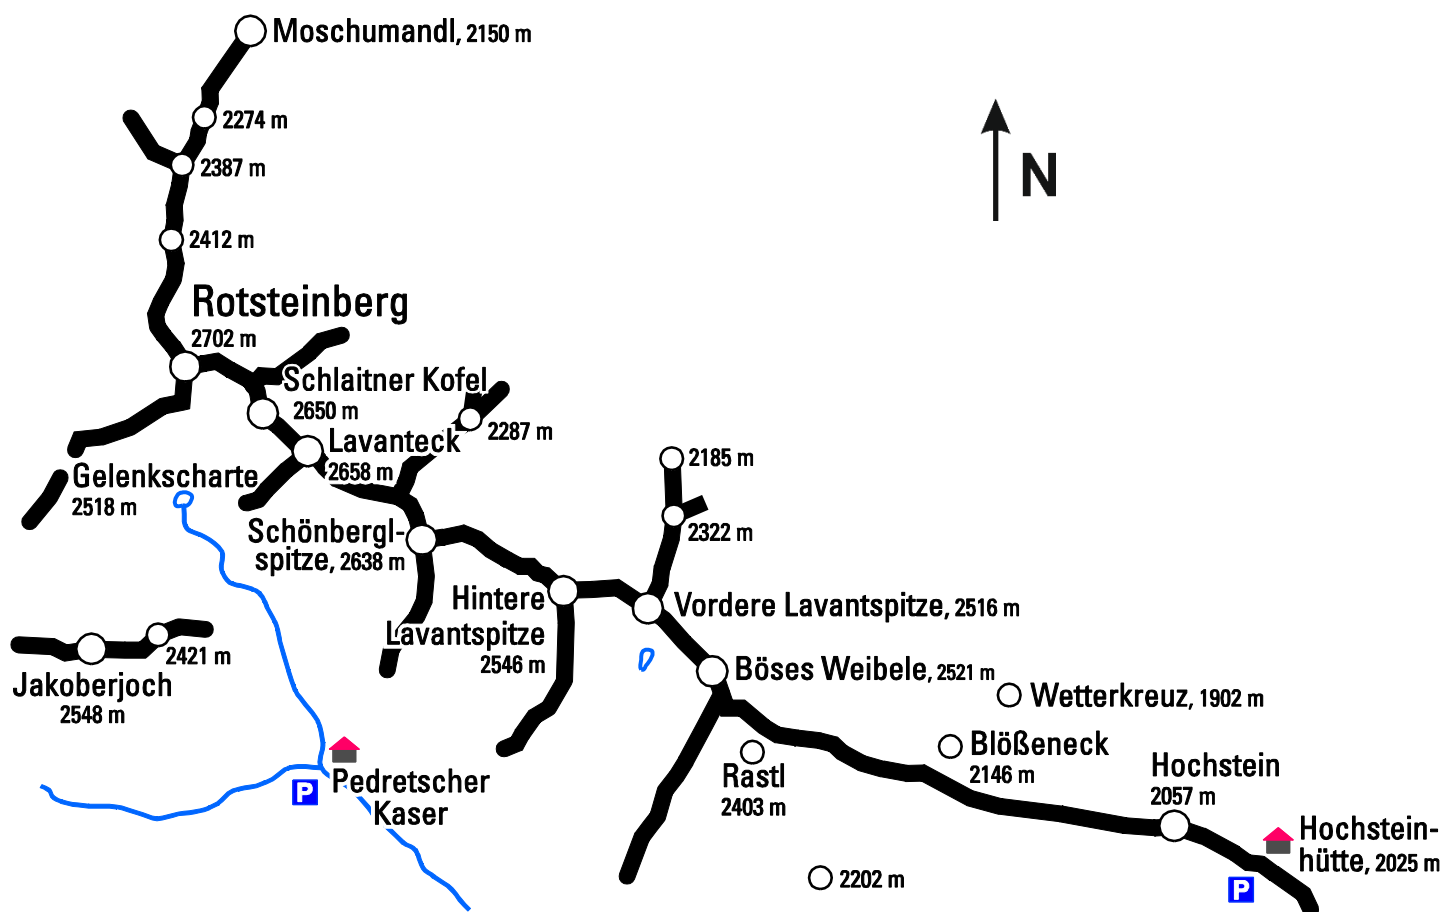 Moschumandl, 2150 m
2274 m
2387 m
N
2412 m
Rotsteinberg
2702 m
Schlaitner Kofel
2650 m
2287 m
Lavanteck
2658 m
2185 m
Gelenkscharte
2518 m
Schönbergl-
spitze, 2638 m
2322 m
Hintere
Lavantspitze
2546 m
Vordere Lavantspitze, 2516 m
2421 m
Jakoberjoch
2548 m
Böses Weibele, 2521 m
Wetterkreuz, 1902 m
Blößeneck
2146 m
Rastl
2403 m
Hochstein
2057 m
P
Pedretscher
Kaser
Hochstein-
hütte, 2025 m
2202 m
P